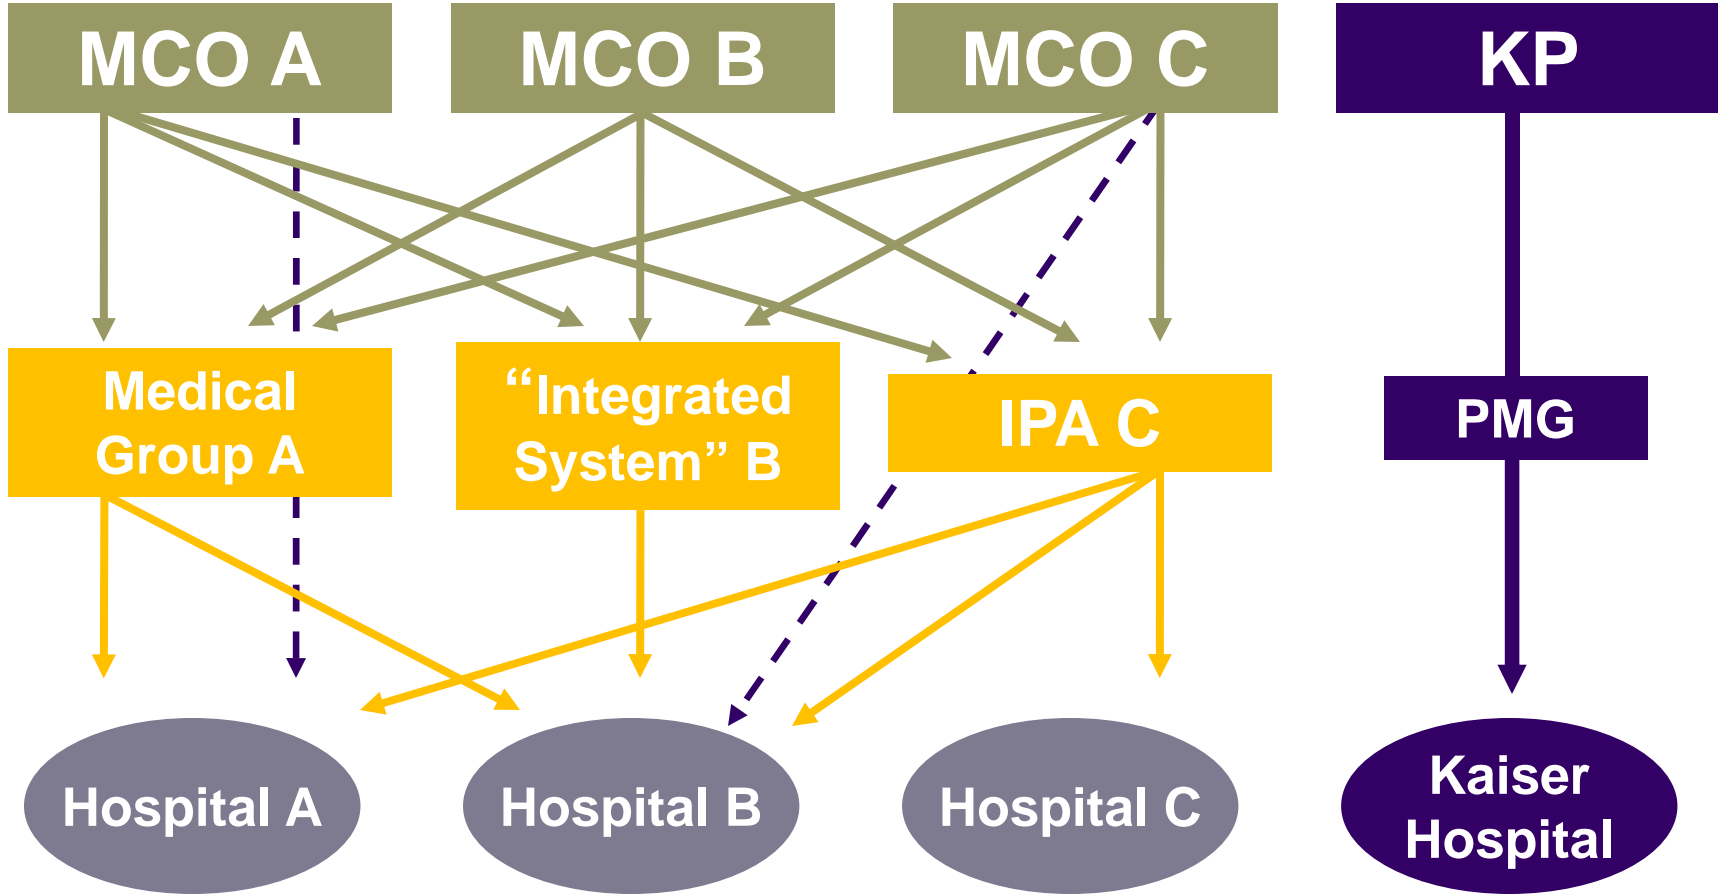 MCO A
MCO B
MCO C
KP
Medical
Group A
“Integrated
System” B
IPA C
PMG
Hospital A
Hospital B
Hospital C
Kaiser
Hospital